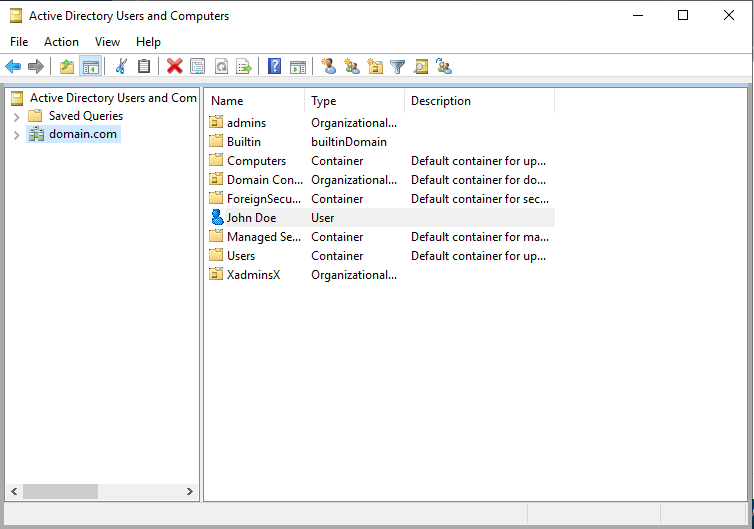 Active Directory Users and Computers
File Action View Help
Active Directory Users and Com
Saved Queries
domain.com
Name Type Description
admins Organizational...
Builtin builtinDomain
Computers Container Default container for up...
Domain Con... Organizational... Default container for do...
ForeignSecu... Container Default container for sec...
John Doe User
Managed Se... Container Default container for ma...
Users Container Default container for up...
XadminsX Organizational...